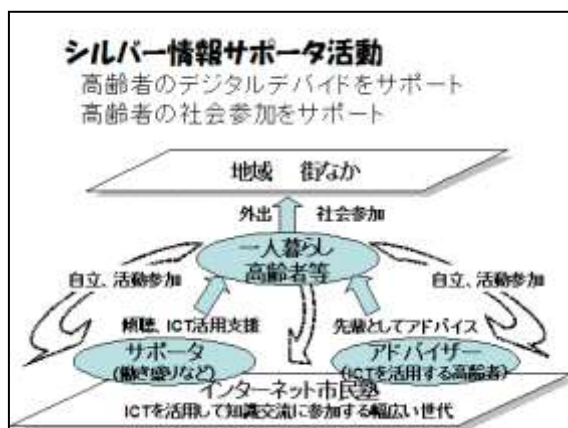 シルバー情報サポータ活動
高齢者のデジタルデバイドをサポート
高齢者の社会参加をサポート
地域　街なか
外出　社会参加
一人暮らし
高齢者等
自立、活動参加
自立、活動参加
傾聴、ICT活用支援
先輩としてアドバイス
サポータ
(働き盛りなど)
アドバイザー
(ICTを活用する高齢者)
インターネット市民塾
ICTを活用して知識交流に参加する幅広い世代